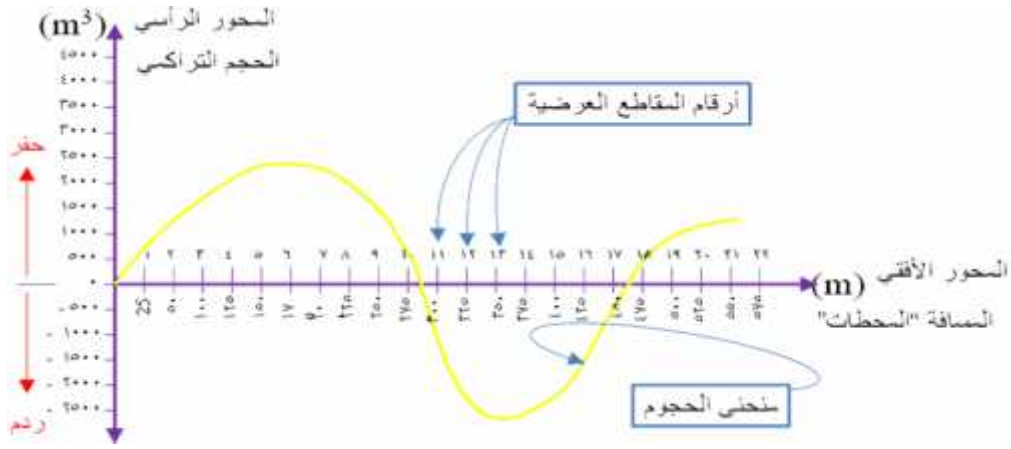 (m³) المحور الرأسي
الحجم التراكمي
أرقام المقاطع العرضية
٤٥٠٠
٤٠٠٠
٣٥٠٠
٣٠٠٠
٢٥٠٠
٢٠٠٠
١٥٠٠
١٠٠٠
٥٠٠
٠
-٥٠٠
- ١٠٠٠
- ١٥٠٠
- ٢٠٠٠
- ٢٥٠٠
حفر
ردم
١ ٢ ٣ ٤ ٥ ٦ ٧ ٨ ٩ ١٠ ١١ ١٢ ١٣ ١٤ ١٥ ١٦ ١٧ ١٨ ١٩ ٢٠ ٢١ ٢٢
25 ٥٠ ١٠٠ ١٢٥ ١٥٠ ٢٧٥ ٣٠٠ ٣٥٠ ٣٧٥ ٤٧٥ ٥٠٠ ٥٥٠ ٥٧٥
(m) المحور الأفقي
المسافة "المحطات"
منحنى الحجوم